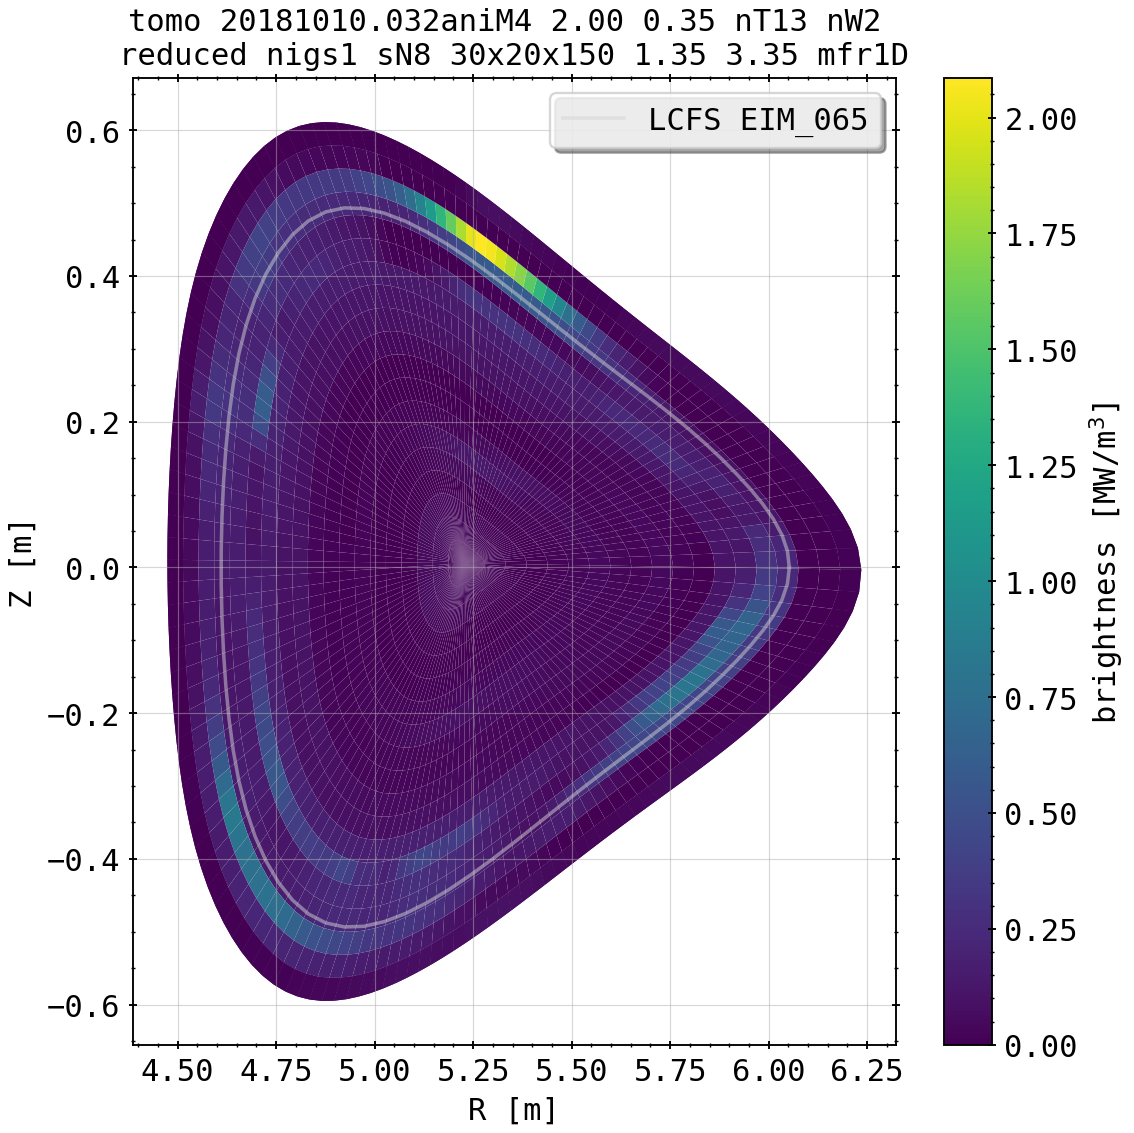 tomo 20181010.032aniM4 2.00 0.35 nT13 nW2
reduced nigs1 sN8 30x20x150 1.35 3.35 mfr1D
LCFS EIM_065
0.6
0.4
0.2
0.0
−0.2
−0.4
−0.6
Z [m]
4.50 4.75 5.00 5.25 5.50 5.75 6.00 6.25
R [m]
2.00
1.75
1.50
1.25
1.00
0.75
0.50
0.25
0.00
brightness [MW/m³]